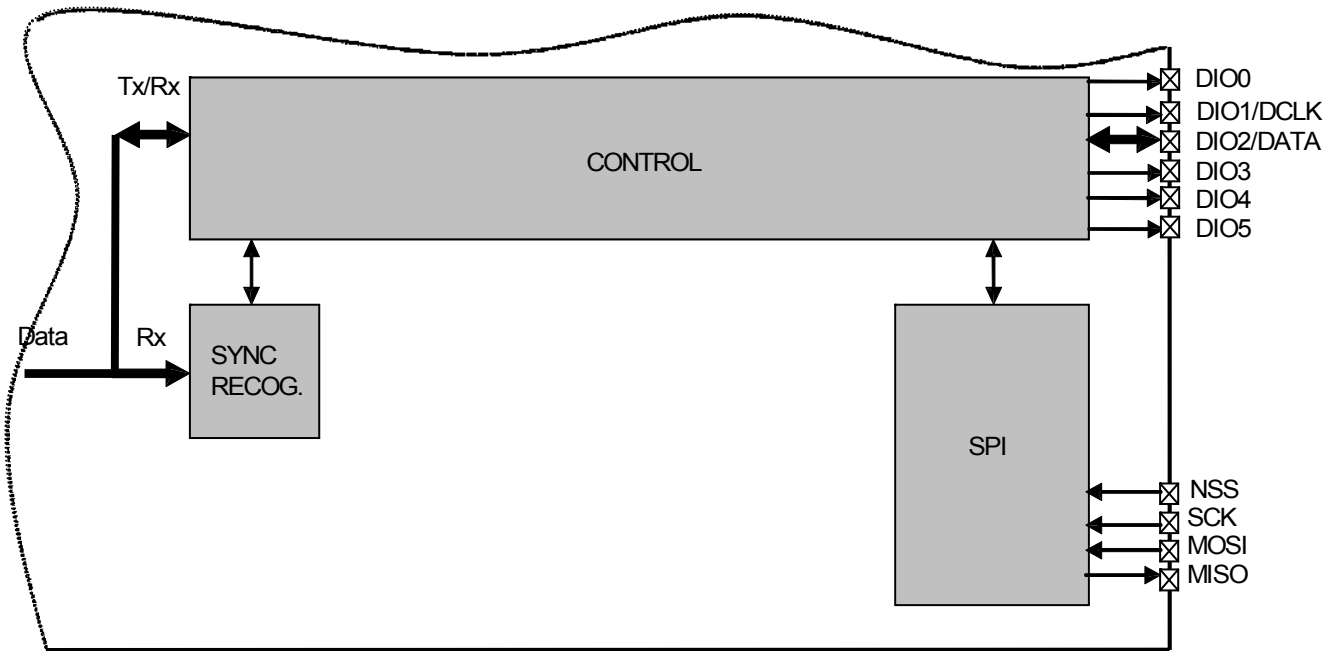 Tx/Rx
CONTROL
DIO0
DIO1/DCLK
DIO2/DATA
DIO3
DIO4
DIO5
Data
Rx
SYNC
RECOG.
SPI
NSS
SCK
MOSI
MISO